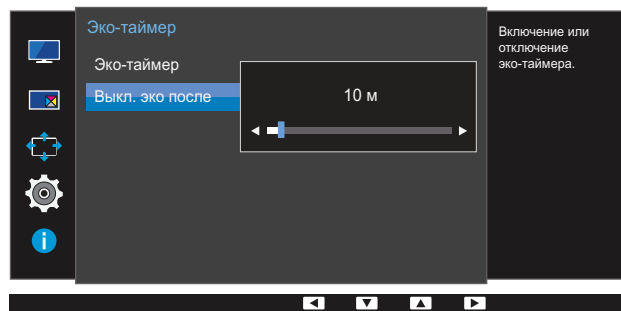 Эко-таймер
Эко-таймер
Выкл. эко после
10 м
Включение или
отключение
эко-таймера.